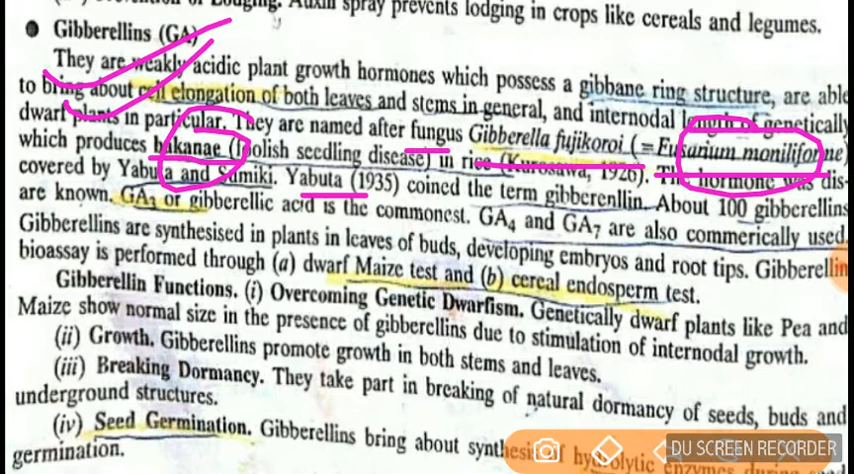 of Lodging. Auxin spray prevents lodging in crops like cereals and legumes.
● Gibberellins (GA)
They are weakly acidic plant growth hormones which possess a gibbane ring structure, are able
to bring about cell elongation of both leaves and stems in general, and internodal length of genetically
dwarf plants in particular. They are named after fungus Gibberella fujikoroi (=Fusarium moniliforme)
which produces bakanae (foolish seedling disease) in rice (Kurosawa, 1926). The hormone was dis-
covered by Yabuta and Sumiki. Yabuta (1935) coined the term gibberenllin. About 100 gibberellins
are known. GA3 or gibberellic acid is the commonest. GA4 and GA7 are also commerically used.
Gibberellins are synthesised in plants in leaves of buds, developing embryos and root tips. Gibberellin
bioassay is performed through (a) dwarf Maize test and (b) cereal endosperm test.
Gibberellin Functions. (i) Overcoming Genetic Dwarfism. Genetically dwarf plants like Pea and
Maize show normal size in the presence of gibberellins due to stimulation of internodal growth.
(ii) Growth. Gibberellins promote growth in both stems and leaves.
(iii) Breaking Dormancy. They take part in breaking of natural dormancy of seeds, buds and
underground structures.
(iv) Seed Germination. Gibberellins bring about synthesis of hydrolytic enzymes during
germination.
DU SCREEN RECORDER